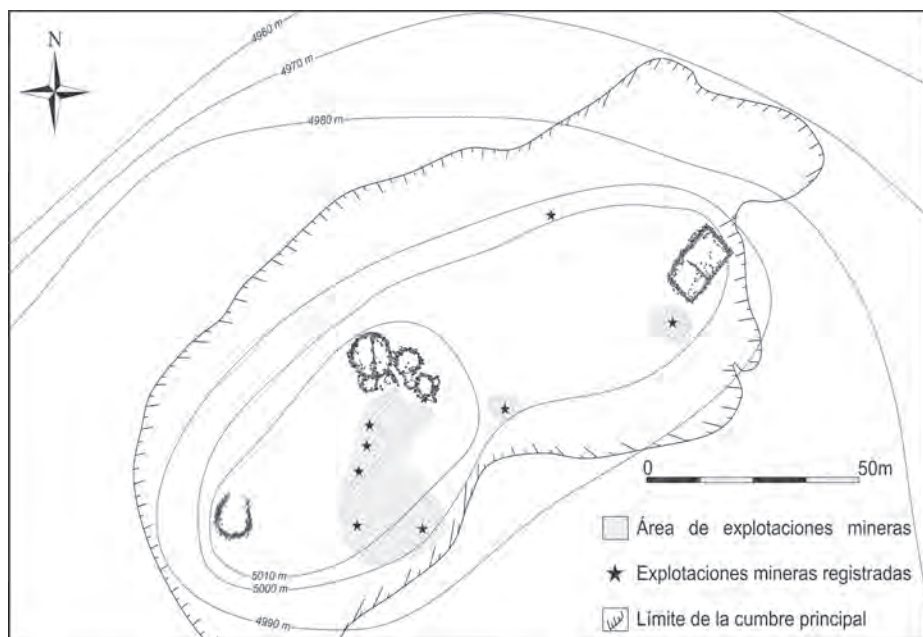 N
4960 m
4970 m
4980 m
0 50m
Área de explotaciones mineras
5010 m
Explotaciones mineras registradas
5000 m
4990 m
Límite de la cumbre principal